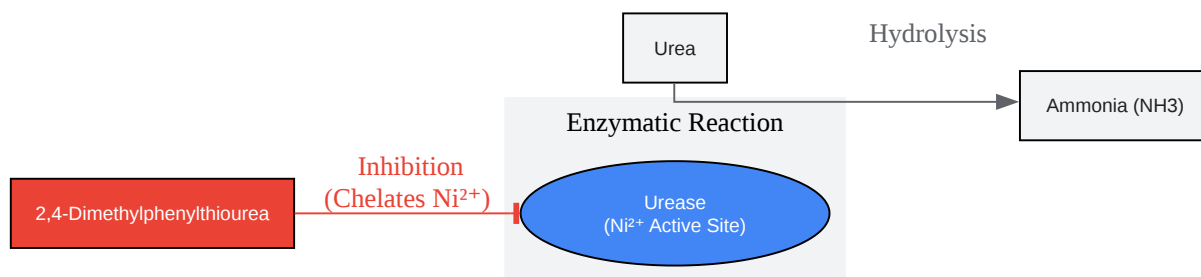 Urea
Hydrolysis
Ammonia (NH3)
Enzymatic Reaction
Inhibition
(Chelates Ni²⁺)
2,4-Dimethylphenylthiourea
Urease
(Ni²⁺ Active Site)